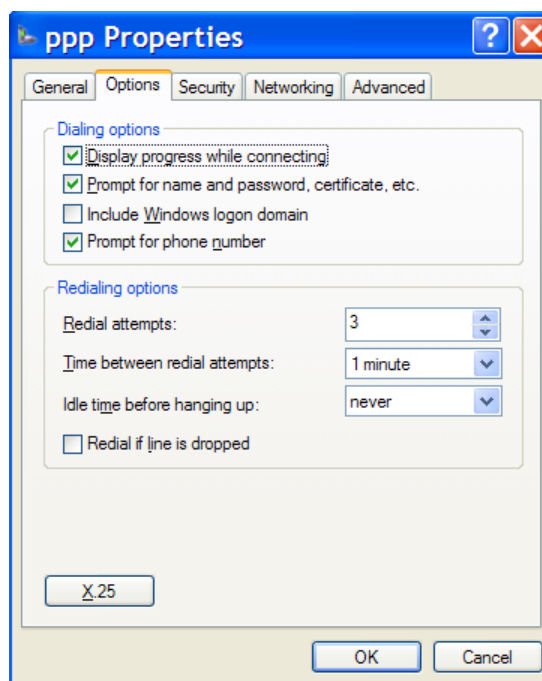 ppp Properties
General Options Security Networking Advanced
Dialing options
Display progress while connecting
Prompt for name and password, certificate, etc.
Include Windows logon domain
Prompt for phone number
Redialing options
Redial attempts: 3
Time between redial attempts: 1 minute
Idle time before hanging up: never
Redial if line is dropped
X.25
OK Cancel